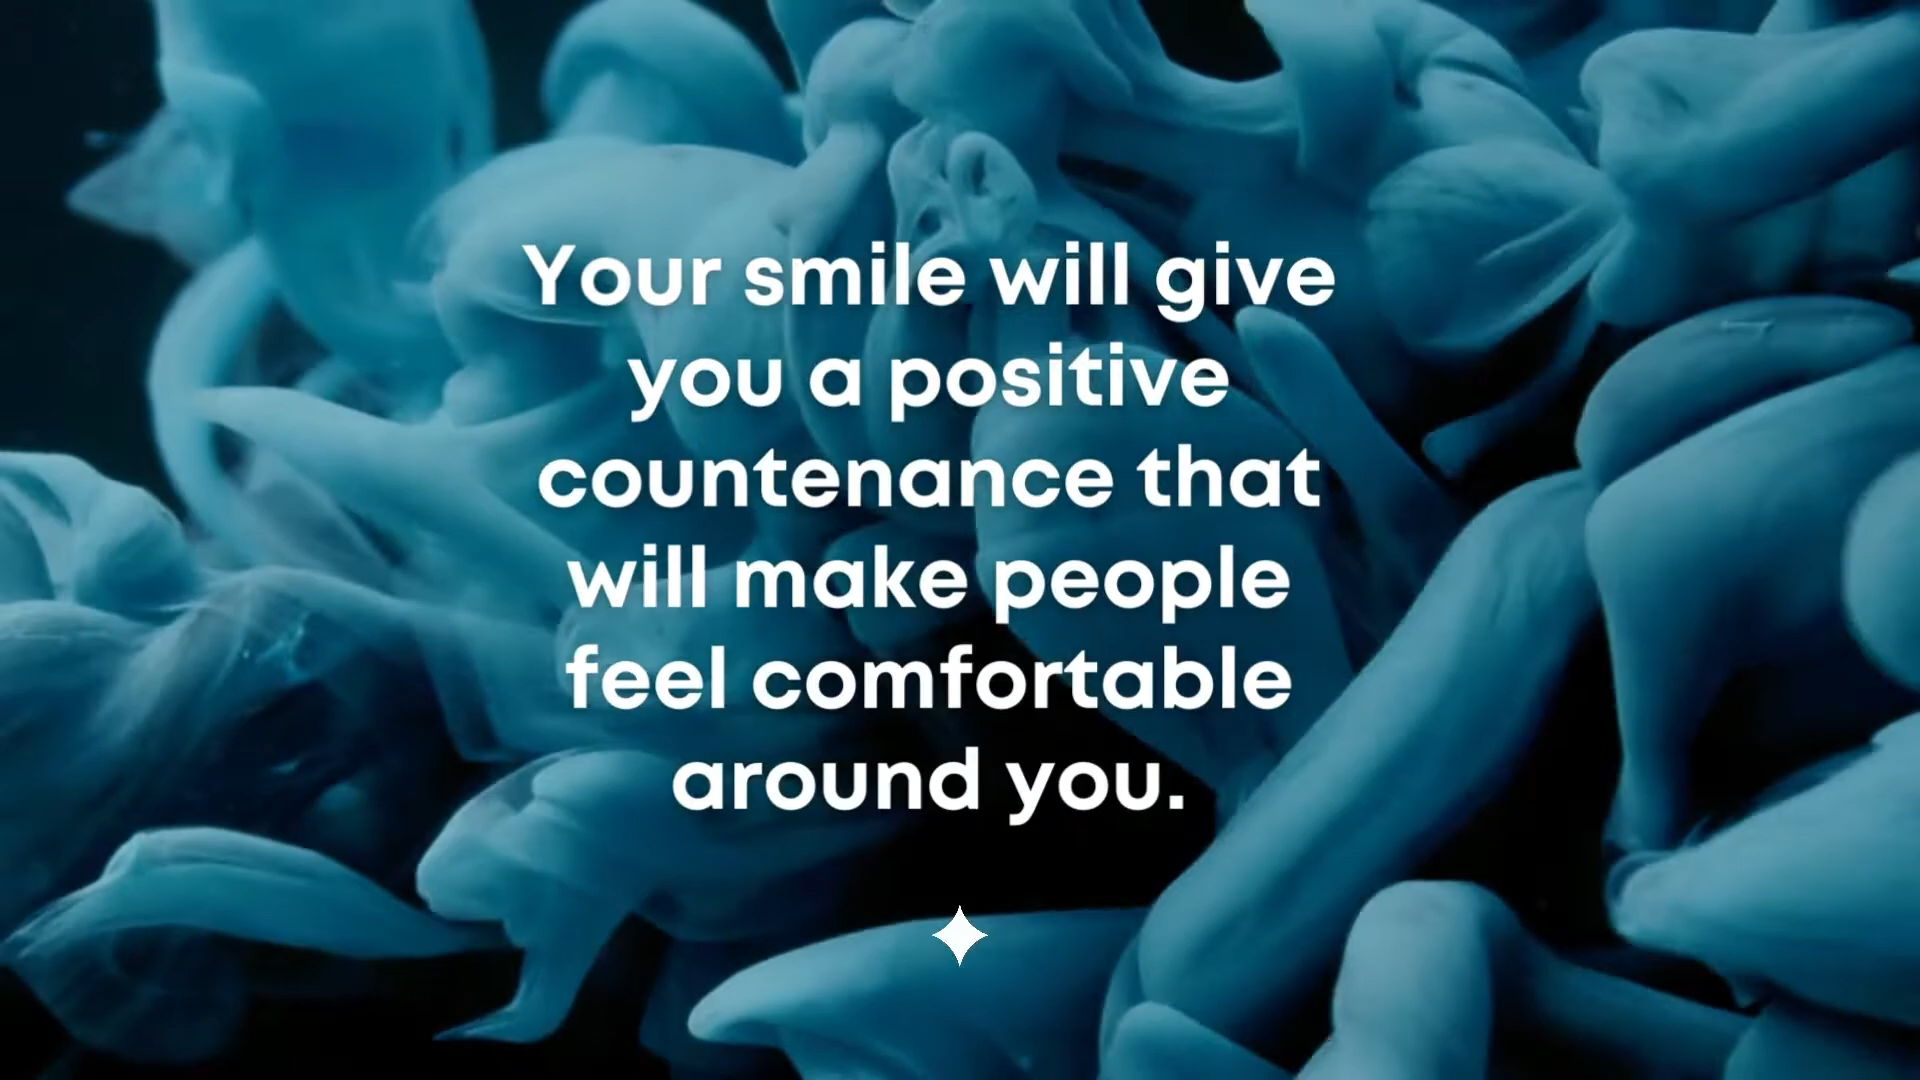 Your smile will give
you a positive
countenance that
will make people
feel comfortable
around you.